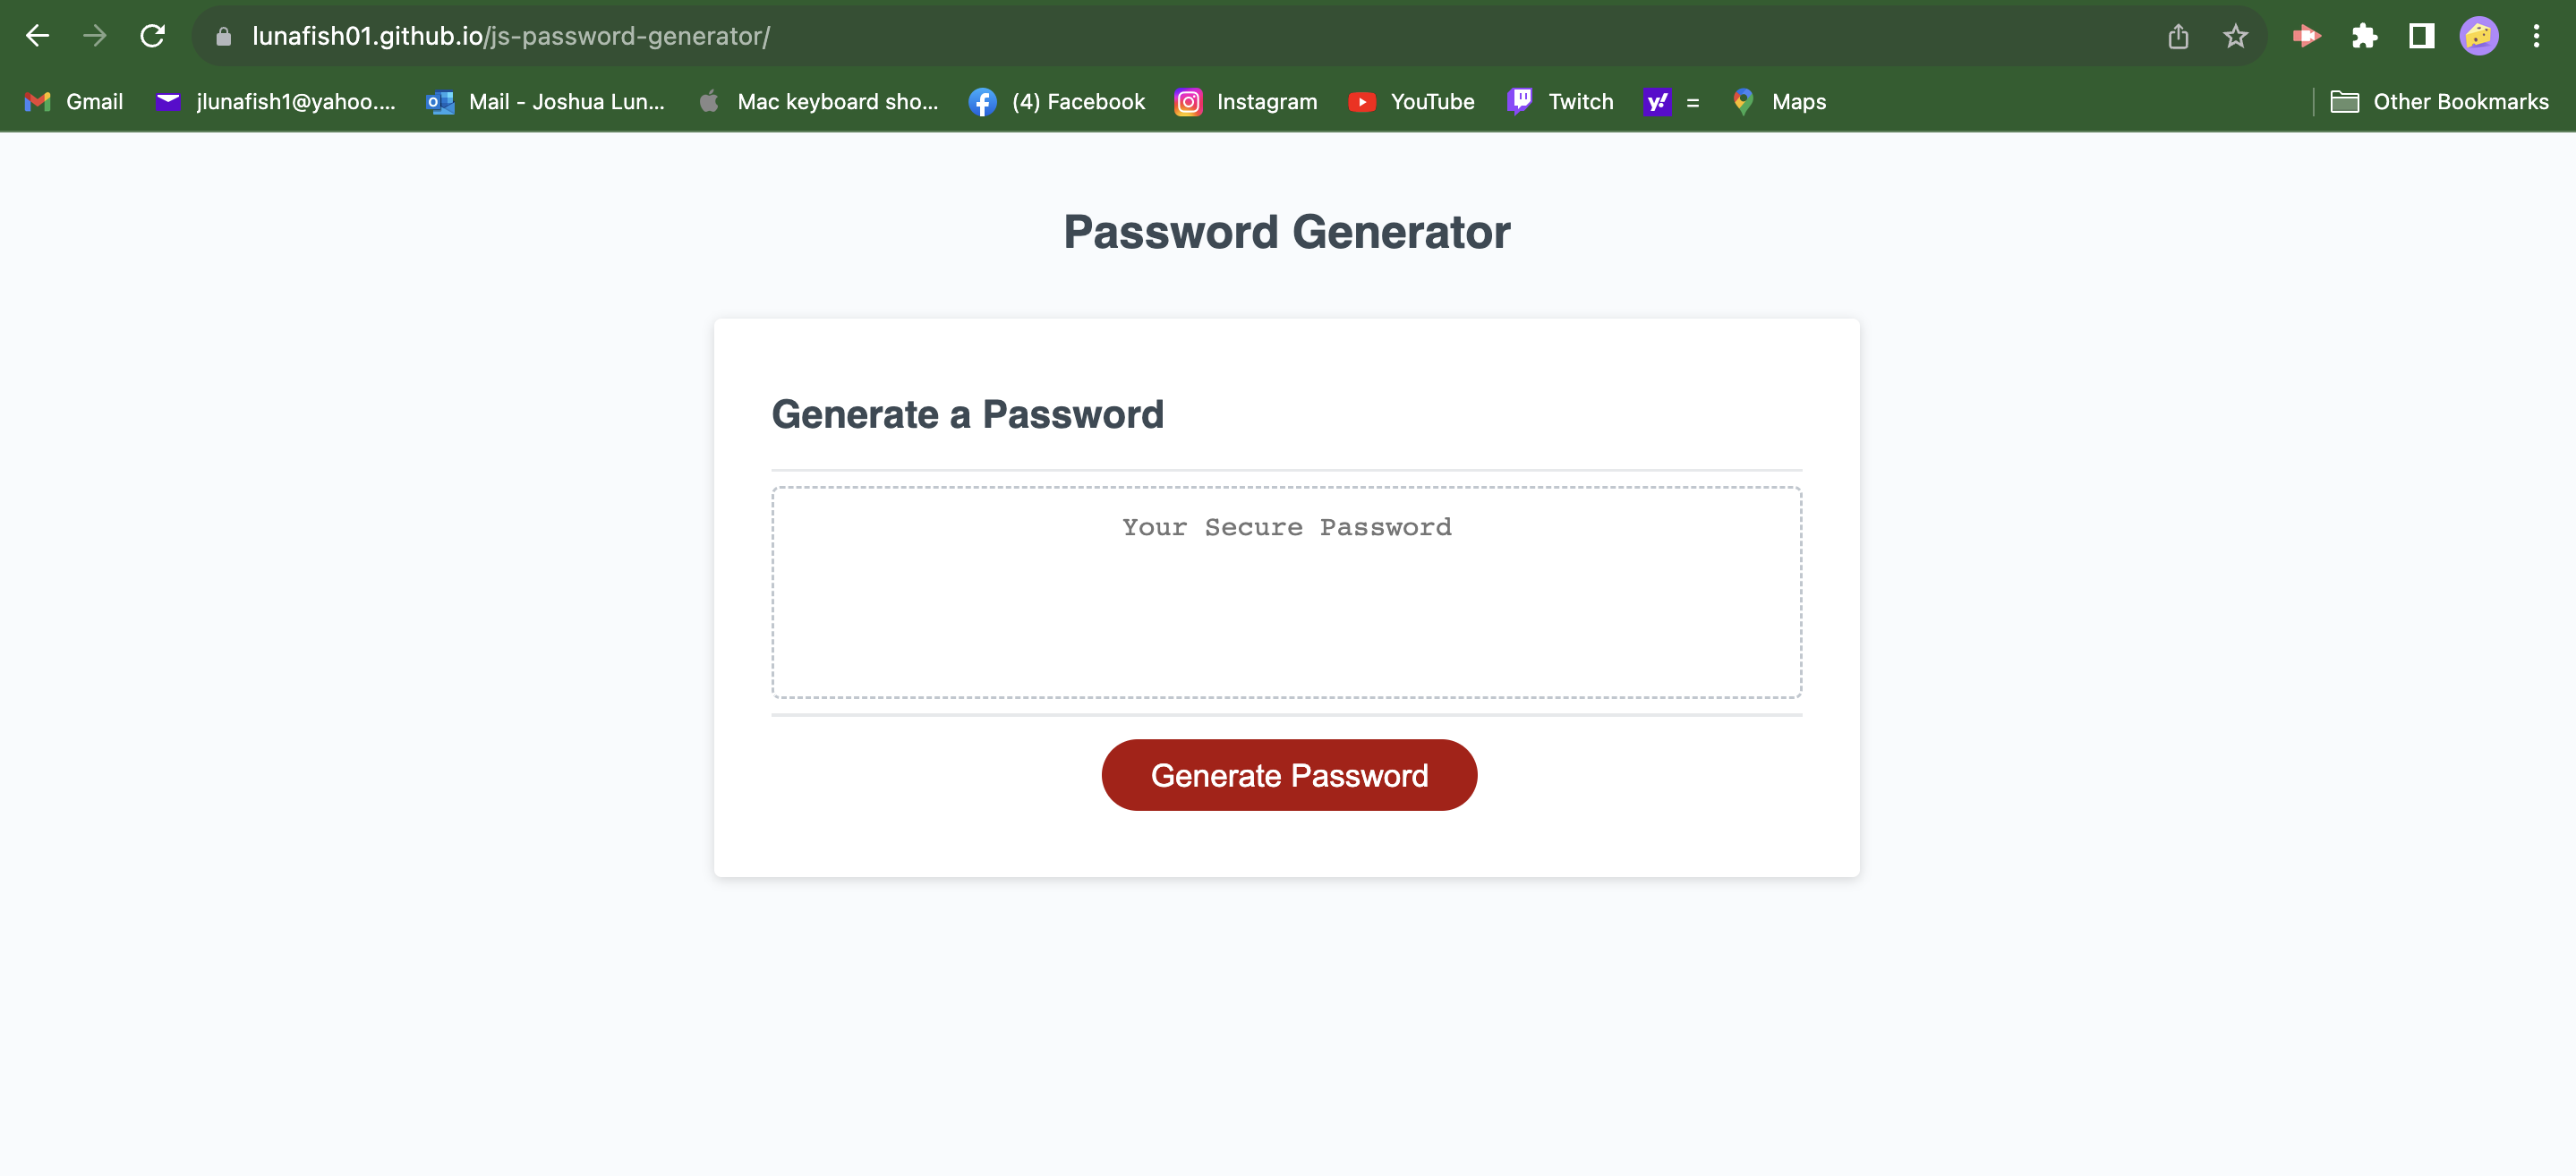 lunafish01.github.io/js-password-generator/
Gmail jlunafish1@yahoo.... Mail - Joshua Lun... Mac keyboard sho... (4) Facebook Instagram YouTube Twitch y! = Maps Other Bookmarks
Password Generator
Generate a Password
Your Secure Password
Generate Password